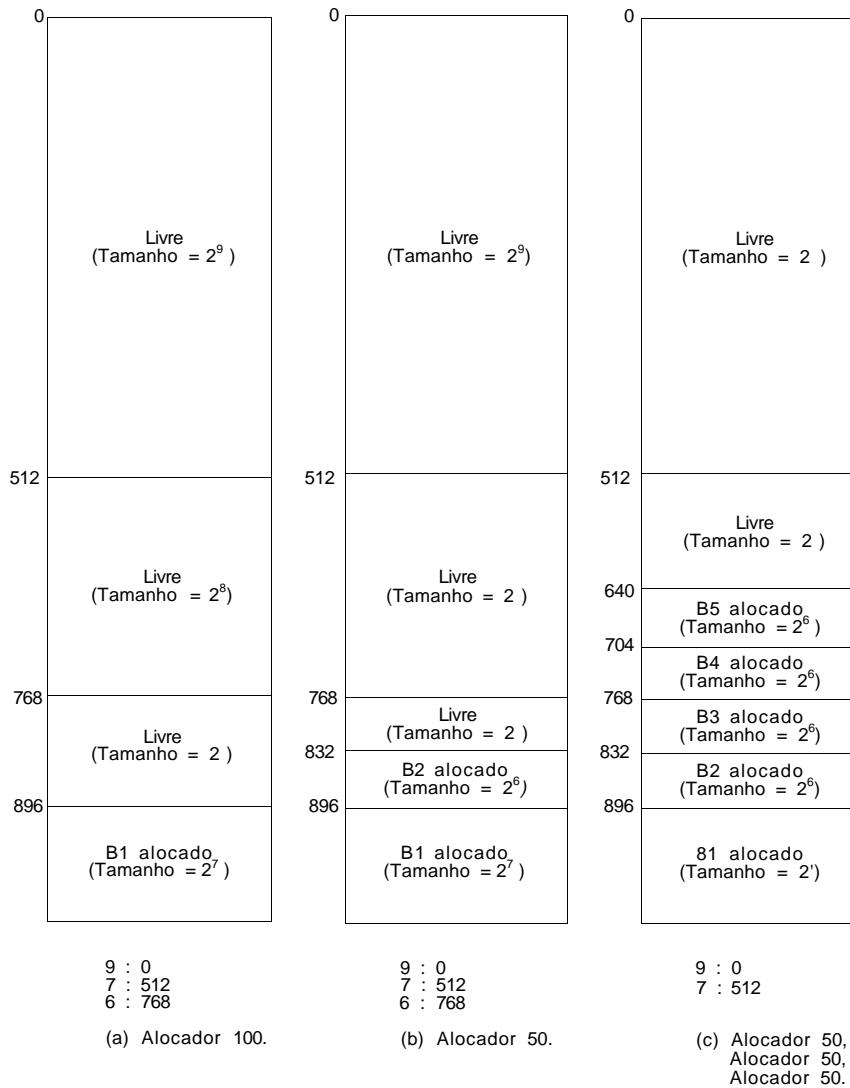 0
Livre
(Tamanho = 2⁹ )
512
Livre
(Tamanho = 2⁸)
768
Livre
(Tamanho = 2 )
896
B1 alocado
(Tamanho = 2⁷ )
9 : 0
7 : 512
6 : 768
(a) Alocador 100.
0
Livre
(Tamanho = 2⁹)
512
Livre
(Tamanho = 2 )
768
Livre
(Tamanho = 2 )
832
B2 alocado
(Tamanho = 2⁶)
896
B1 alocado
(Tamanho = 2⁷ )
9 : 0
7 : 512
6 : 768
(b) Alocador 50.
0
Livre
(Tamanho = 2 )
512
Livre
(Tamanho = 2 )
640
B5 alocado
(Tamanho = 2⁶ )
704
B4 alocado
(Tamanho = 2⁶)
768
B3 alocado
(Tamanho = 2⁶)
832
B2 alocado
(Tamanho = 2⁶)
896
81 alocado
(Tamanho = 2')
9 : 0
7 : 512
(c) Alocador 50,
Alocador 50,
Alocador 50.